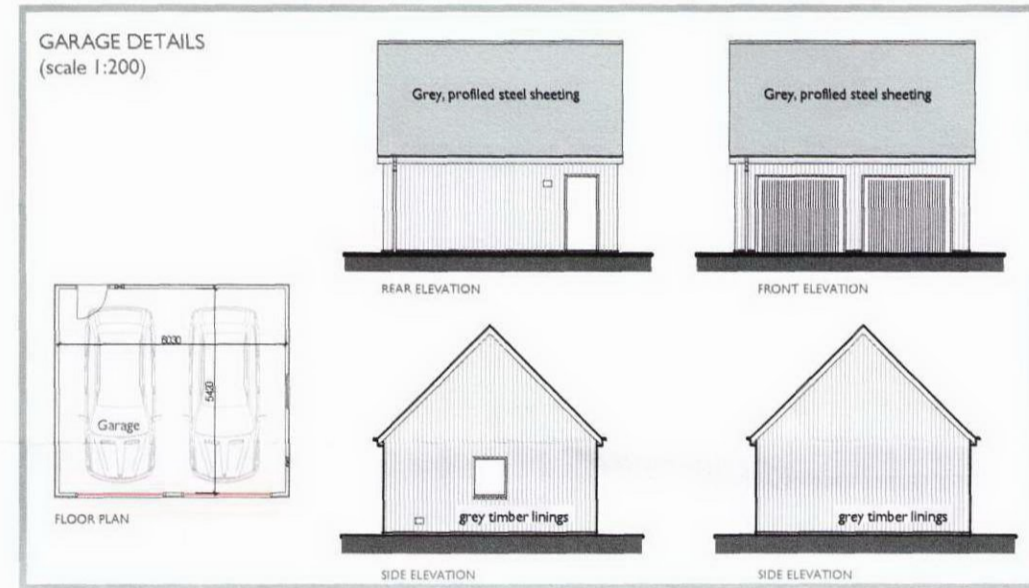 GARAGE DETAILS
(scale 1:200)
Grey, profiled steel sheeting
Grey, profiled steel sheeting
REAR ELEVATION
FRONT ELEVATION
6030
5420
Garage
FLOOR PLAN
grey timber linings
grey timber linings
SIDE ELEVATION
SIDE ELEVATION